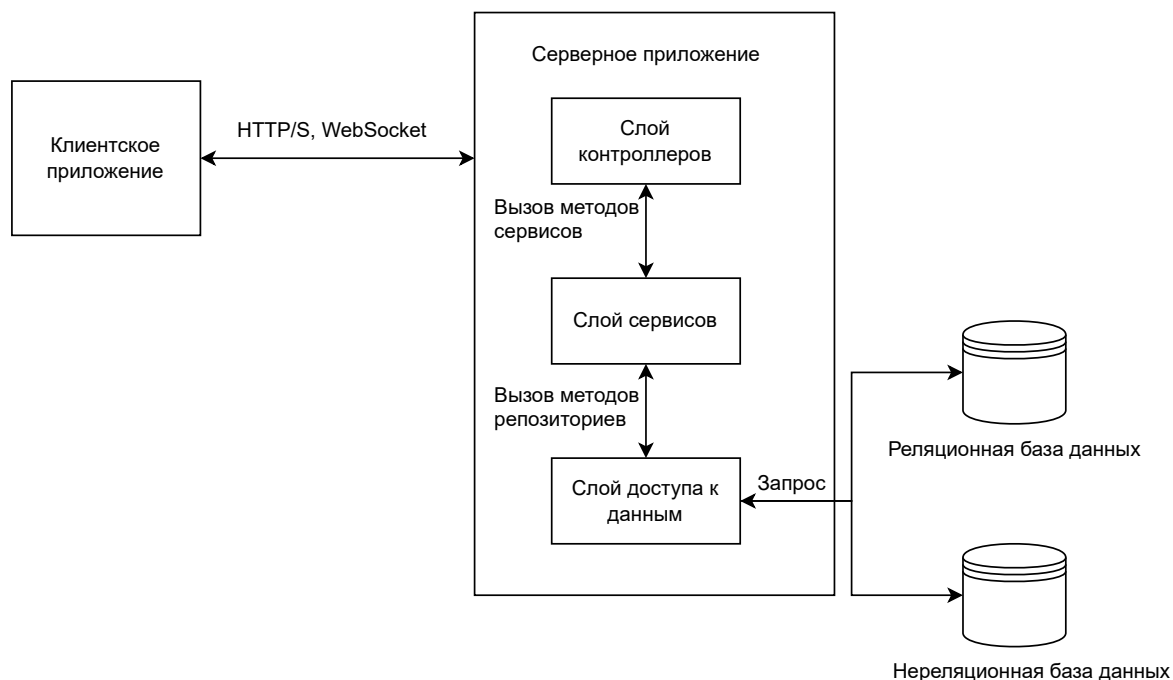 Серверное приложение
Клиентское
приложение
HTTP/S, WebSocket
Слой
контроллеров
Вызов методов
сервисов
Слой сервисов
Вызов методов
репозиториев
Слой доступа к
данным
Запрос
Реляционная база данных
Нереляционная база данных